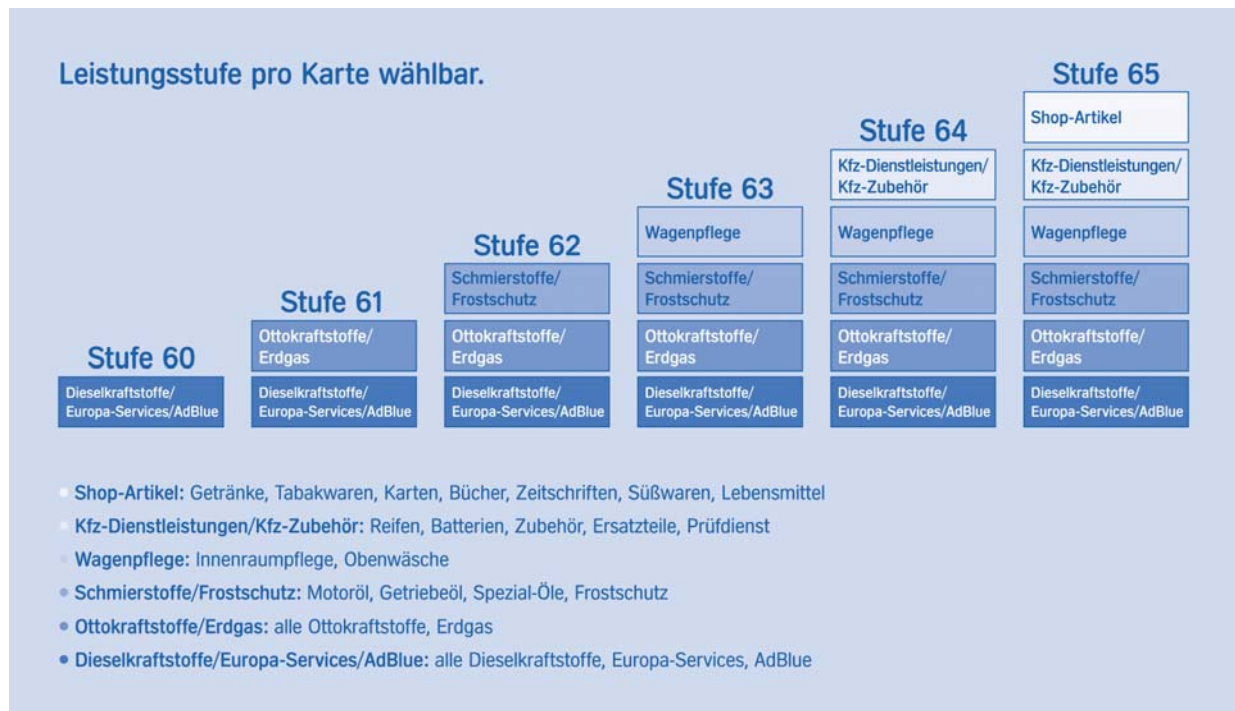 Leistungsstufe pro Karte wählbar.
Stufe 60
Dieselkraftstoffe/
Europa-Services/AdBlue
Stufe 61
Ottokraftstoffe/
Erdgas
Dieselkraftstoffe/
Europa-Services/AdBlue
Stufe 62
Schmierstoffe/
Frostschutz
Ottokraftstoffe/
Erdgas
Dieselkraftstoffe/
Europa-Services/AdBlue
Stufe 63
Wagenpflege
Schmierstoffe/
Frostschutz
Ottokraftstoffe/
Erdgas
Dieselkraftstoffe/
Europa-Services/AdBlue
Stufe 64
Kfz-Dienstleistungen/
Kfz-Zubehör
Wagenpflege
Schmierstoffe/
Frostschutz
Ottokraftstoffe/
Erdgas
Dieselkraftstoffe/
Europa-Services/AdBlue
Stufe 65
Shop-Artikel
Kfz-Dienstleistungen/
Kfz-Zubehör
Wagenpflege
Schmierstoffe/
Frostschutz
Ottokraftstoffe/
Erdgas
Dieselkraftstoffe/
Europa-Services/AdBlue
• Shop-Artikel: Getränke, Tabakwaren, Karten, Bücher, Zeitschriften, Süßwaren, Lebensmittel
• Kfz-Dienstleistungen/Kfz-Zubehör: Reifen, Batterien, Zubehör, Ersatzteile, Prüfdienst
• Wagenpflege: Innenraumpflege, Obenwäsche
• Schmierstoffe/Frostschutz: Motoröl, Getriebeöl, Spezial-Öle, Frostschutz
• Ottokraftstoffe/Erdgas: alle Ottokraftstoffe, Erdgas
• Dieselkraftstoffe/Europa-Services/AdBlue: alle Dieselkraftstoffe, Europa-Services, AdBlue